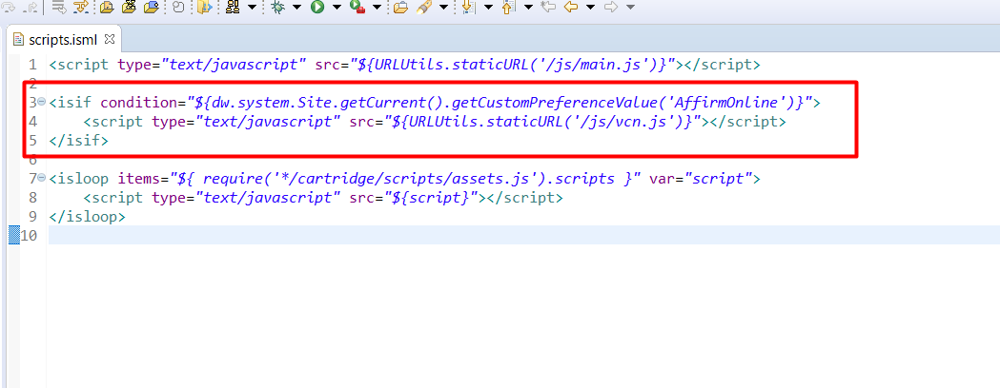 scripts.isml
1 <script type="text/javascript" src="${URLUtils.staticURL('/js/main.js')}"></script>
2
3 <isif condition="${dw.system.Site.getCurrent().getCustomPreferenceValue('AffirmOnline')}">
4 <script type="text/javascript" src="${URLUtils.staticURL('/js/vcn.js')}"></script>
5 </isif>
6
7 <isloop items="${ require('*/cartridge/scripts/assets.js').scripts }" var="script">
8 <script type="text/javascript" src="${script}"></script>
9 </isloop>
10